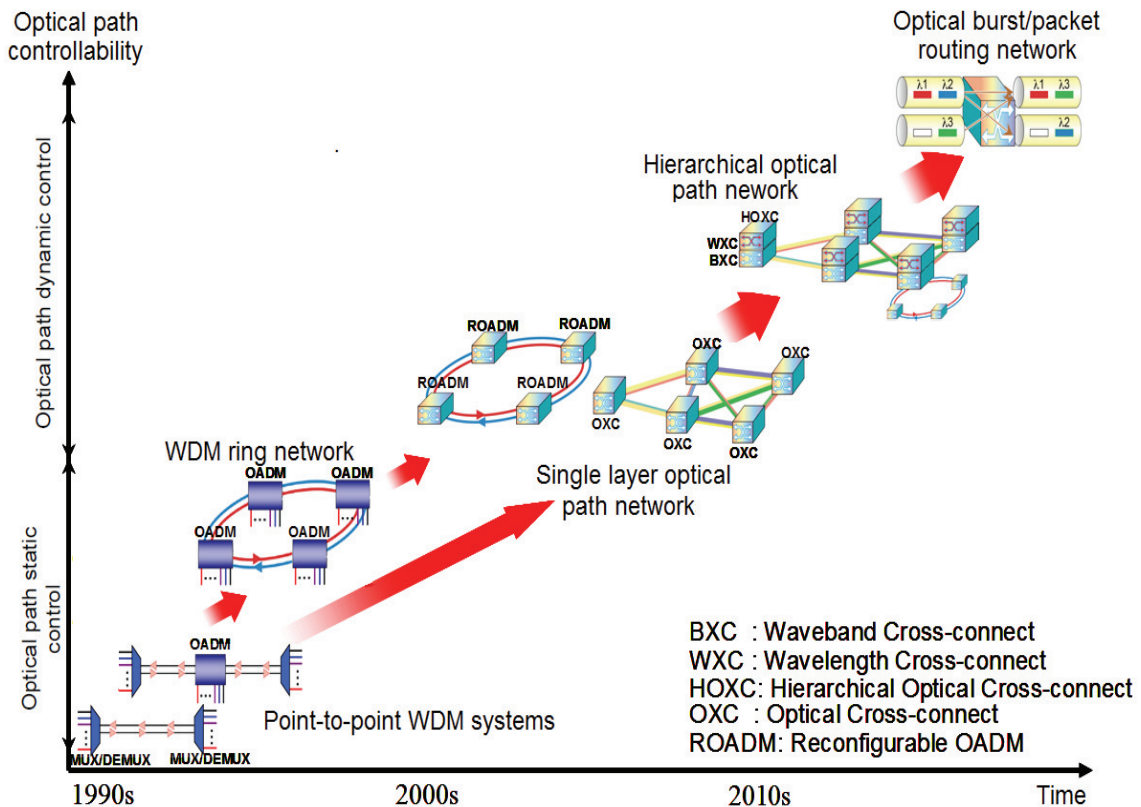 Optical path
controllability
Optical burst/packet
routing network
λ1 λ2 λ1 λ3
λ3 λ2
Optical path dynamic control
Hierarchical optical
path nework
HOXC
WXC
BXC
ROADM ROADM
ROADM ROADM
OXC OXC
OXC OXC OXC
WDM ring network
OADM OADM
OADM OADM
Single layer optical
path network
Optical path static
control
OADM
Point-to-point WDM systems
MUX/DEMUX MUX/DEMUX
BXC : Waveband Cross-connect
WXC : Wavelength Cross-connect
HOXC: Hierarchical Optical Cross-connect
OXC : Optical Cross-connect
ROADM: Reconfigurable OADM
1990s 2000s 2010s Time